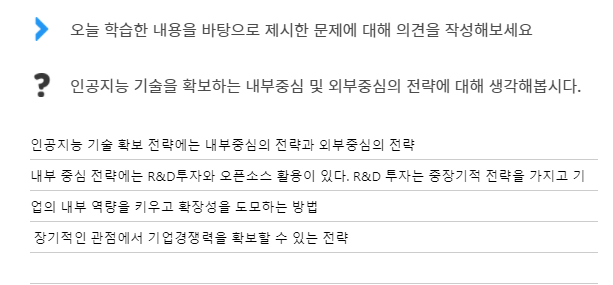 오늘 학습한 내용을 바탕으로 제시한 문제에 대해 의견을 작성해보세요
? 인공지능 기술을 확보하는 내부중심 및 외부중심의 전략에 대해 생각해봅시다.
인공지능 기술 확보 전략에는 내부중심의 전략과 외부중심의 전략
내부 중심 전략에는 R&D투자와 오픈소스 활용이 있다. R&D 투자는 중장기적 전략을 가지고 기
업의 내부 역량을 키우고 확장성을 도모하는 방법
장기적인 관점에서 기업경쟁력을 확보할 수 있는 전략